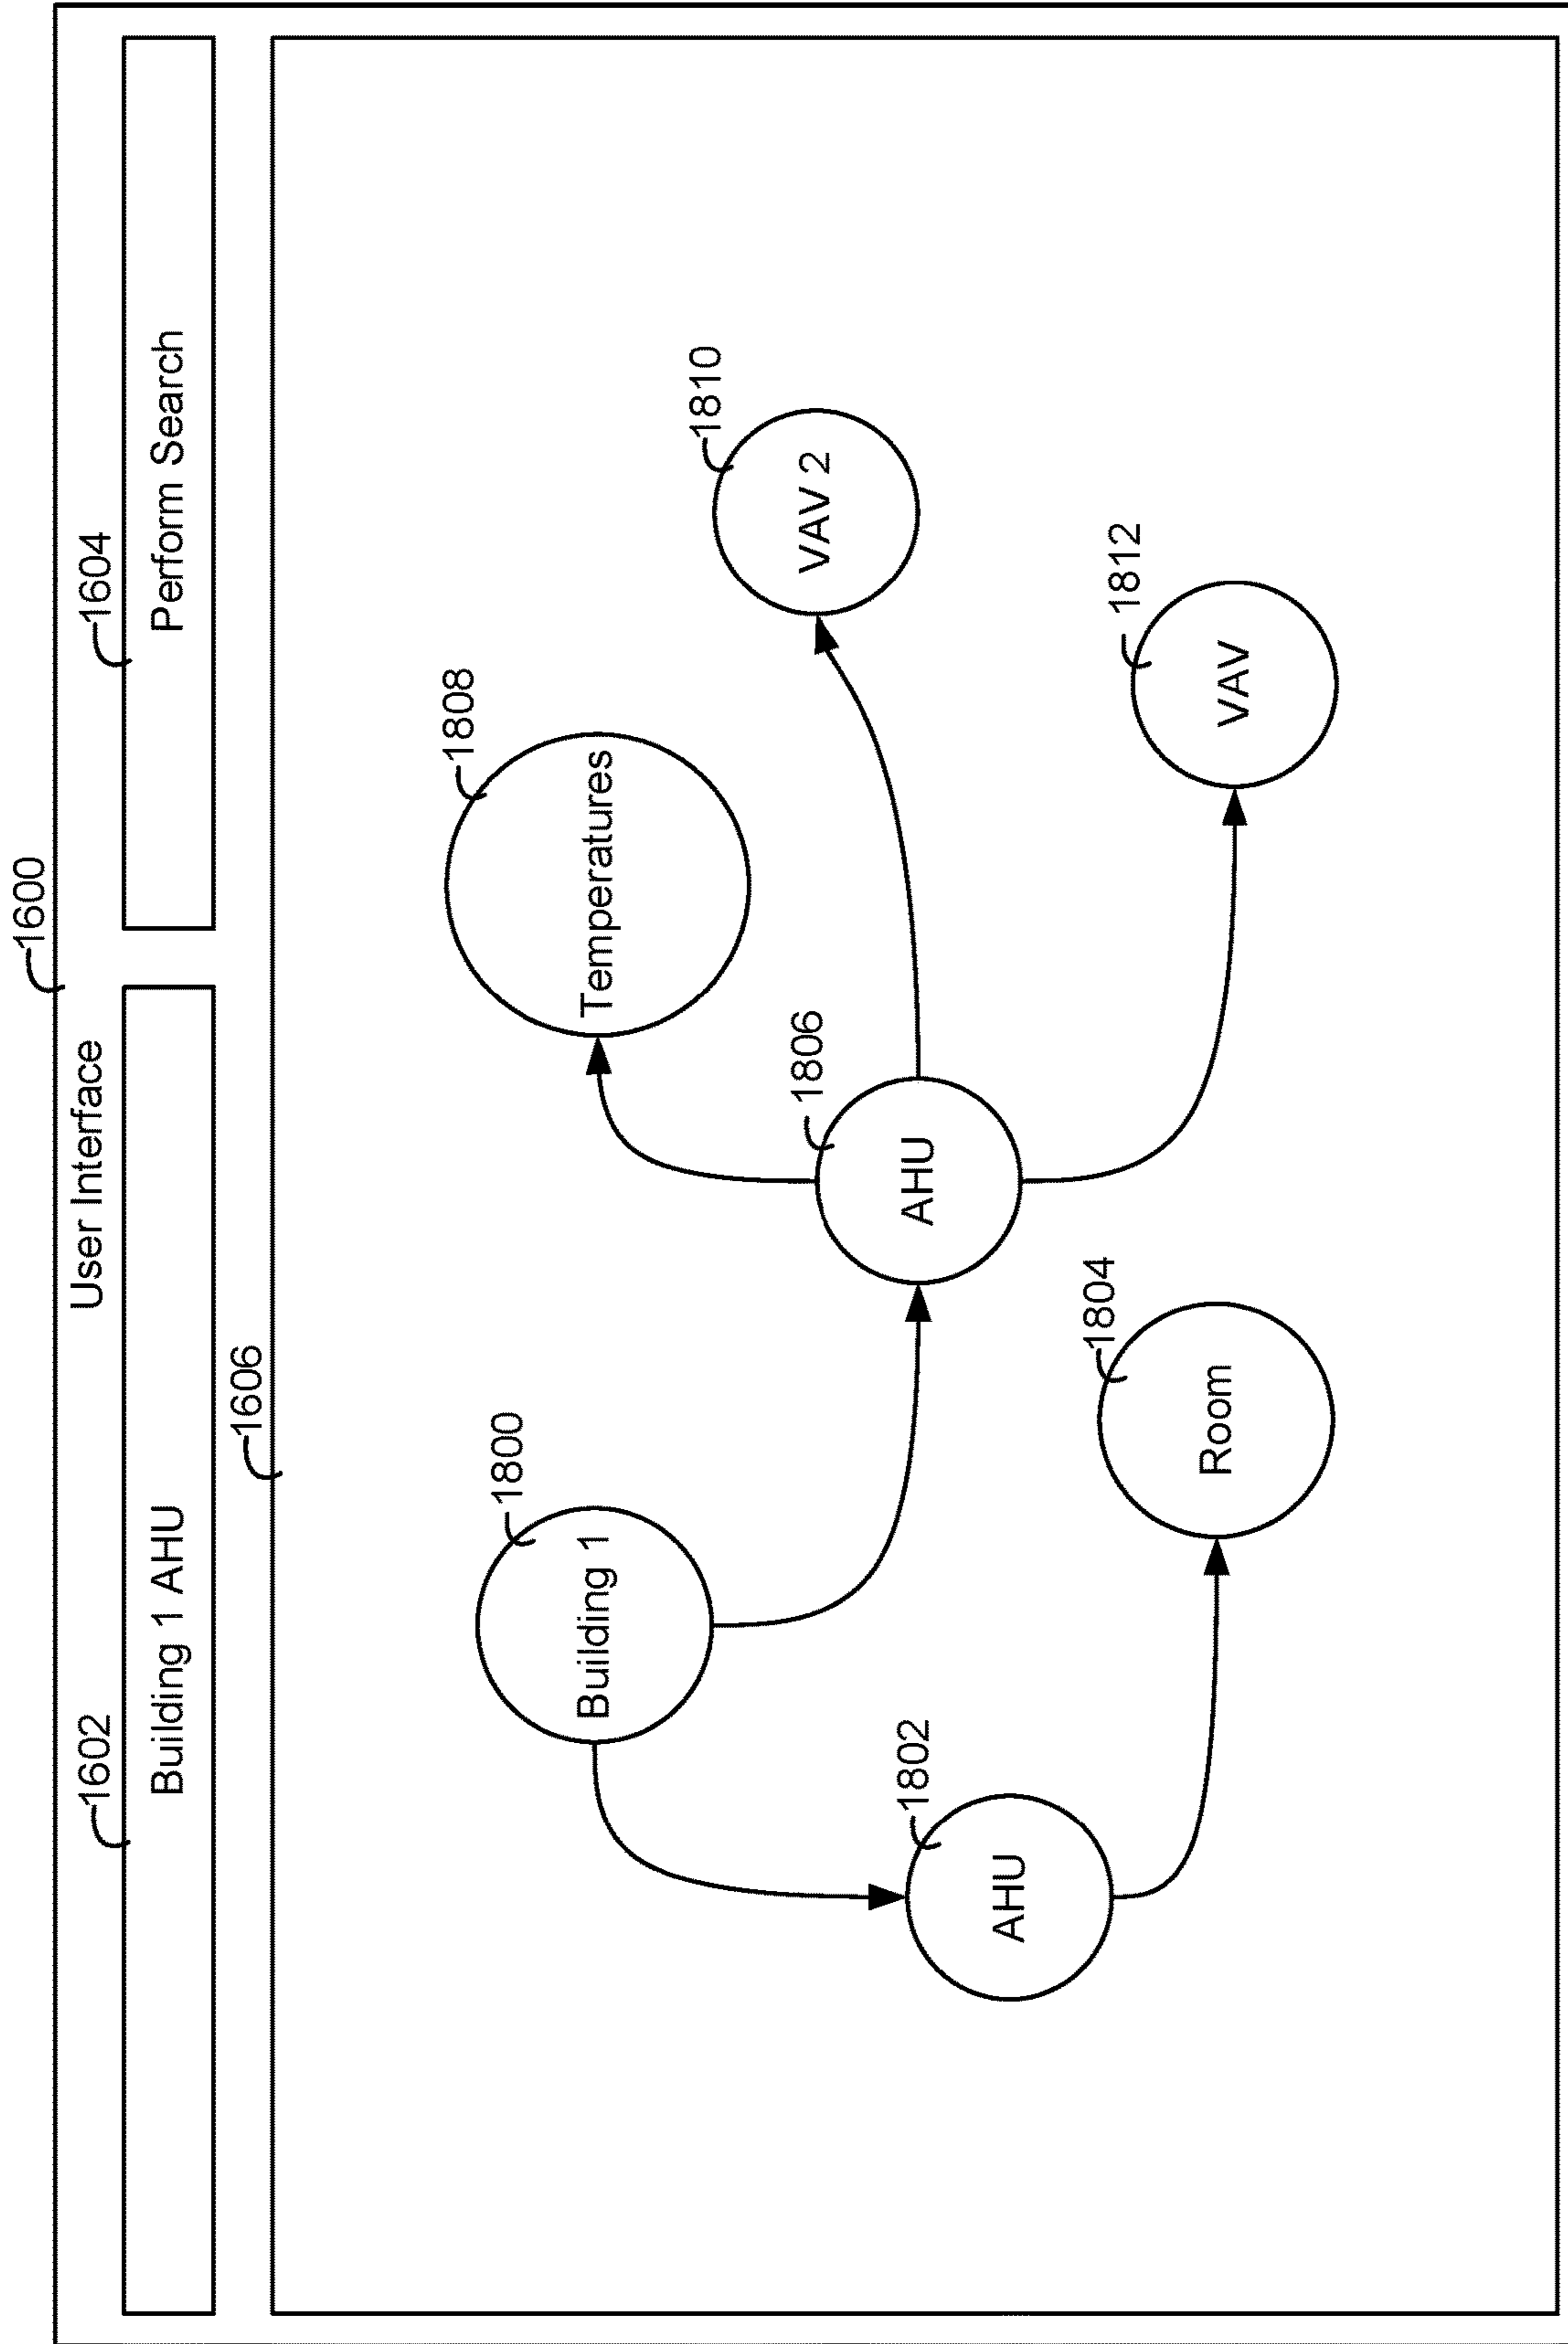 1600
User Interface
1602
1604
Building 1 AHU
Perform Search
1606
1800
Building 1
1808
Temperatures
1810
VAV 2
1806
AHU
1802
AHU
1804
Room
1812
VAV